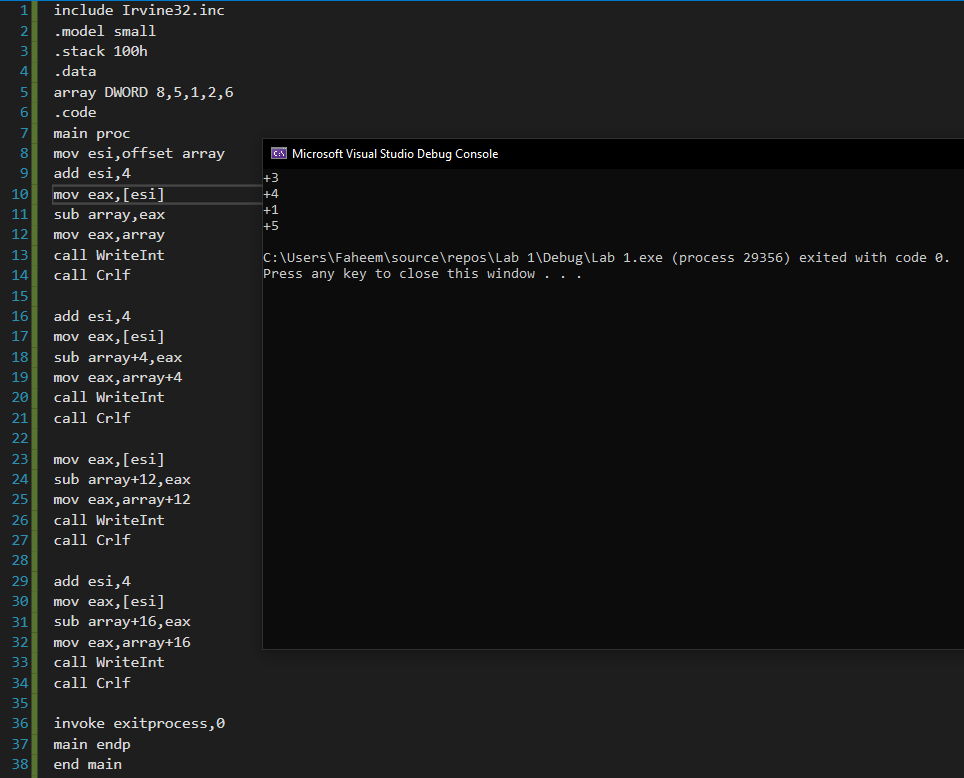 1 include Irvine32.inc
2 .model small
3 .stack 100h
4 .data
5 array DWORD 8,5,1,2,6
6 .code
7 main proc
8 mov esi,offset array
9 add esi,4
10 mov eax,[esi]
11 sub array,eax
12 mov eax,array
13 call WriteInt
14 call Crlf
15
16 add esi,4
17 mov eax,[esi]
18 sub array+4,eax
19 mov eax,array+4
20 call WriteInt
21 call Crlf
22
23 mov eax,[esi]
24 sub array+12,eax
25 mov eax,array+12
26 call WriteInt
27 call Crlf
28
29 add esi,4
30 mov eax,[esi]
31 sub array+16,eax
32 mov eax,array+16
33 call WriteInt
34 call Crlf
35
36 invoke exitprocess,0
37 main endp
38 end main
C:\ Microsoft Visual Studio Debug Console
+3
+4
+1
+5
C:\Users\Faheem\source\repos\Lab 1\Debug\Lab 1.exe (process 29356) exited with code 0.
Press any key to close this window . . .